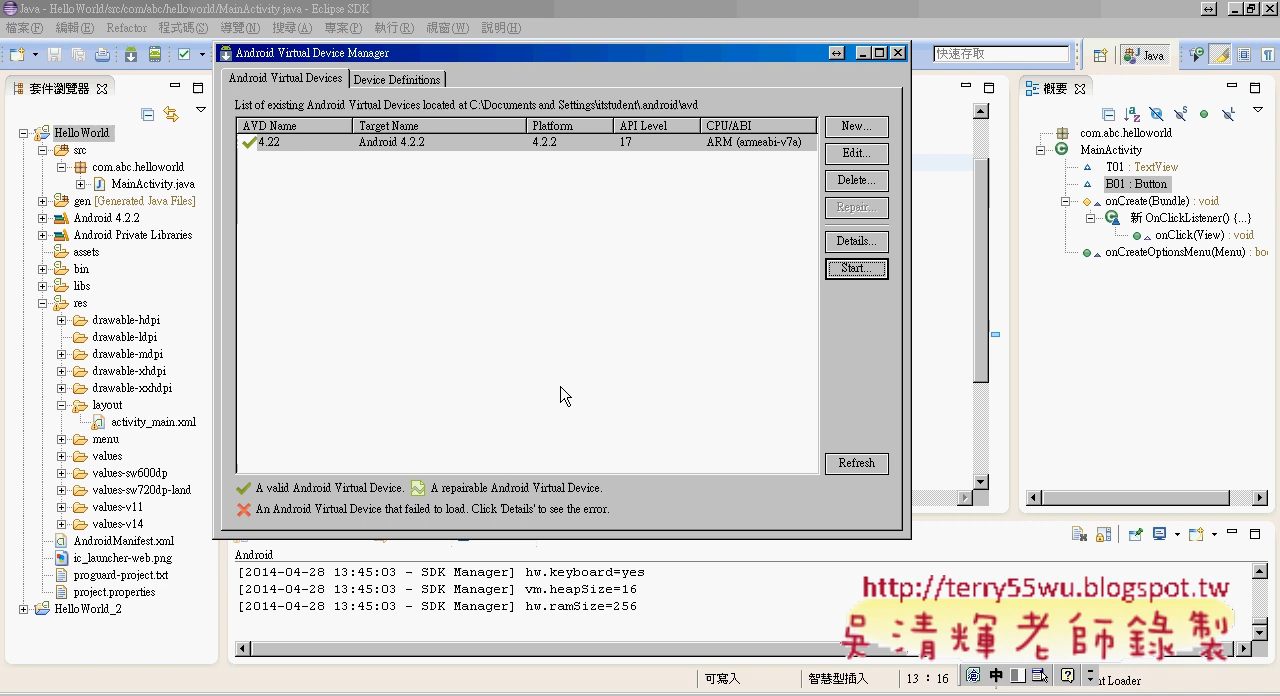 Java - HelloWorld/src/com/abc/helloworld/MainActivity.java - Eclipse SDK
檔案(F) 編輯(E) Refactor 程式碼(S) 導覽(N) 搜尋(A) 專案(P) 執行(R) 視窗(W) 說明(H)
快速存取
Java
套件瀏覽器
HelloWorld
src
com.abc.helloworld
MainActivity.java
gen [Generated Java Files]
Android 4.2.2
Android Private Libraries
assets
bin
libs
res
drawable-hdpi
drawable-ldpi
drawable-mdpi
drawable-xhdpi
drawable-xxhdpi
layout
activity_main.xml
menu
values
values-sw600dp
values-sw720dp-land
values-v11
values-v14
AndroidManifest.xml
ic_launcher-web.png
proguard-project.txt
project.properties
HelloWorld_2
Android Virtual Device Manager
Android Virtual Devices
Device Definitions
List of existing Android Virtual Devices located at C:\Documents and Settings\itstudent\.android\avd
AVD Name Target Name Platform API Level CPU/ABI
4.22 Android 4.2.2 4.2.2 17 ARM (armeabi-v7a)
New...
Edit...
Delete...
Repair...
Details...
Start...
Refresh
A valid Android Virtual Device. A repairable Android Virtual Device.
An Android Virtual Device that failed to load. Click 'Details' to see the error.
概要
com.abc.helloworld
MainActivity
T01 : TextView
B01 : Button
onCreate(Bundle) : void
新 OnClickListener() {...}
onClick(View) : void
onCreateOptionsMenu(Menu) : boo
Android
[2014-04-28 13:45:03 - SDK Manager] hw.keyboard=yes
[2014-04-28 13:45:03 - SDK Manager] vm.heapSize=16
[2014-04-28 13:45:03 - SDK Manager] hw.ramSize=256
http://terry55wu.blogspot.tw
吳清輝老師錄製
可寫入 智慧型插入 13 : 16 中 nt Loader